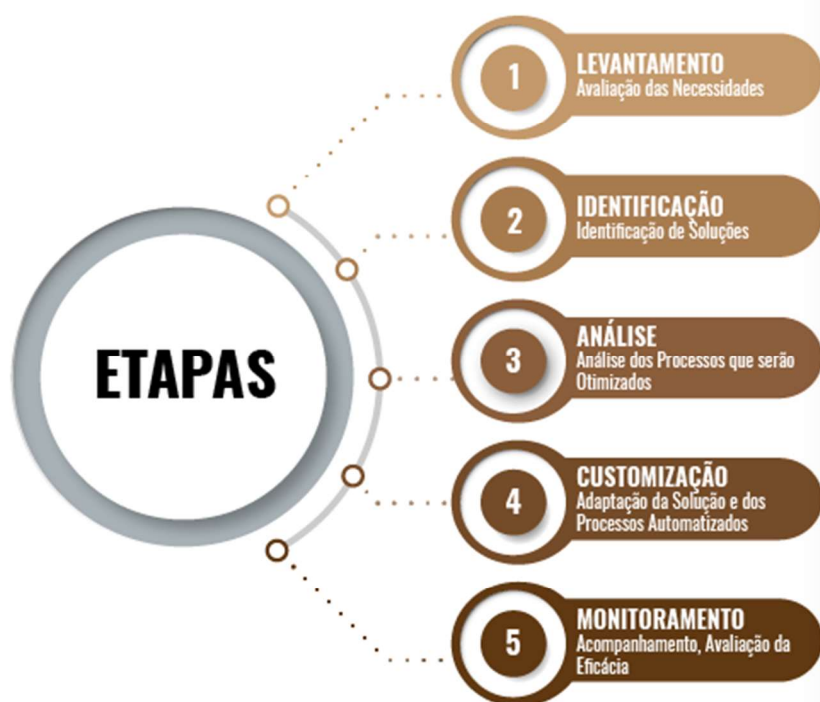 ETAPAS
1
LEVANTAMENTO
Avaliação das Necessidades
2
IDENTIFICAÇÃO
Identificação de Soluções
3
ANÁLISE
Análise dos Processos que serão
Otimizados
4
CUSTOMIZAÇÃO
Adaptação da Solução e dos
Processos Automatizados
5
MONITORAMENTO
Acompanhamento, Avaliação da
Eficácia